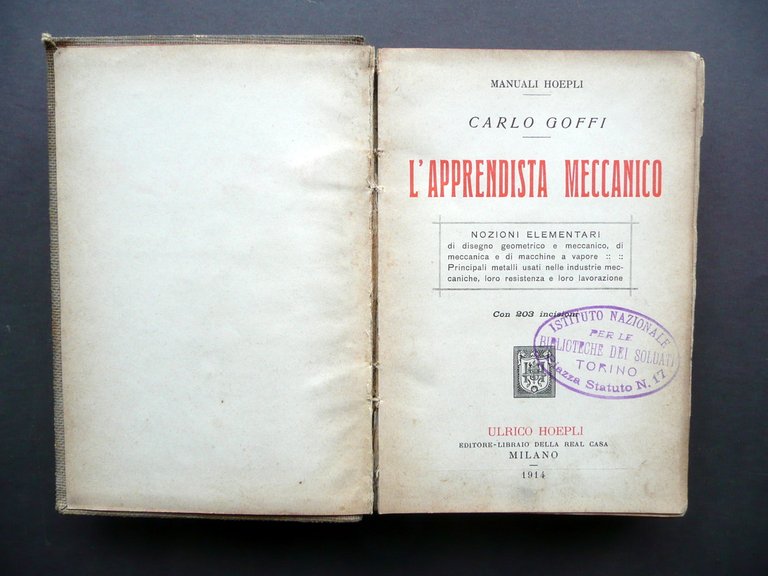 MANUALI HOEPLI
CARLO GOFFI
L'APPRENDISTA MECCANICO
NOZIONI ELEMENTARI
di disegno geometrico e meccanico, di
meccanica e di macchine a vapore :: ::
Principali metalli usati nelle industrie mec-
caniche, loro resistenza e loro lavorazione
Con 203 incisioni
ISTITUTO NAZIONALE
PER LE
BIBLIOTECHE DEI SOLDATI
TORINO
Piazza Statuto N. 17
ULRICO HOEPLI
EDITORE-LIBRAIO DELLA REAL CASA
MILANO
1914